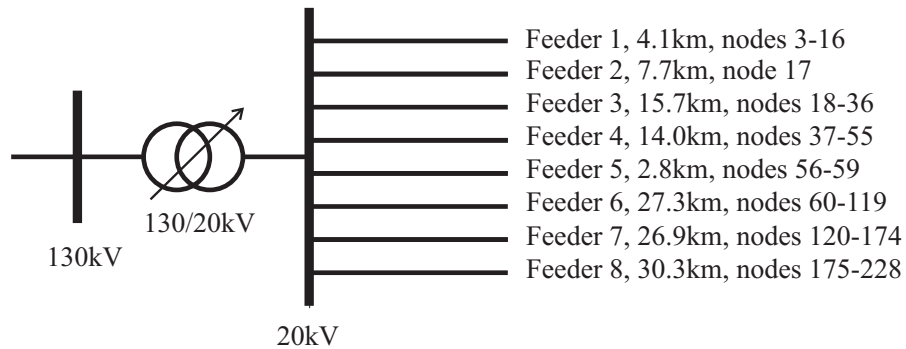 Feeder 1, 4.1km, nodes 3-16
Feeder 2, 7.7km, node 17
Feeder 3, 15.7km, nodes 18-36
Feeder 4, 14.0km, nodes 37-55
Feeder 5, 2.8km, nodes 56-59
Feeder 6, 27.3km, nodes 60-119
Feeder 7, 26.9km, nodes 120-174
Feeder 8, 30.3km, nodes 175-228
130/20kV
130kV
20kV